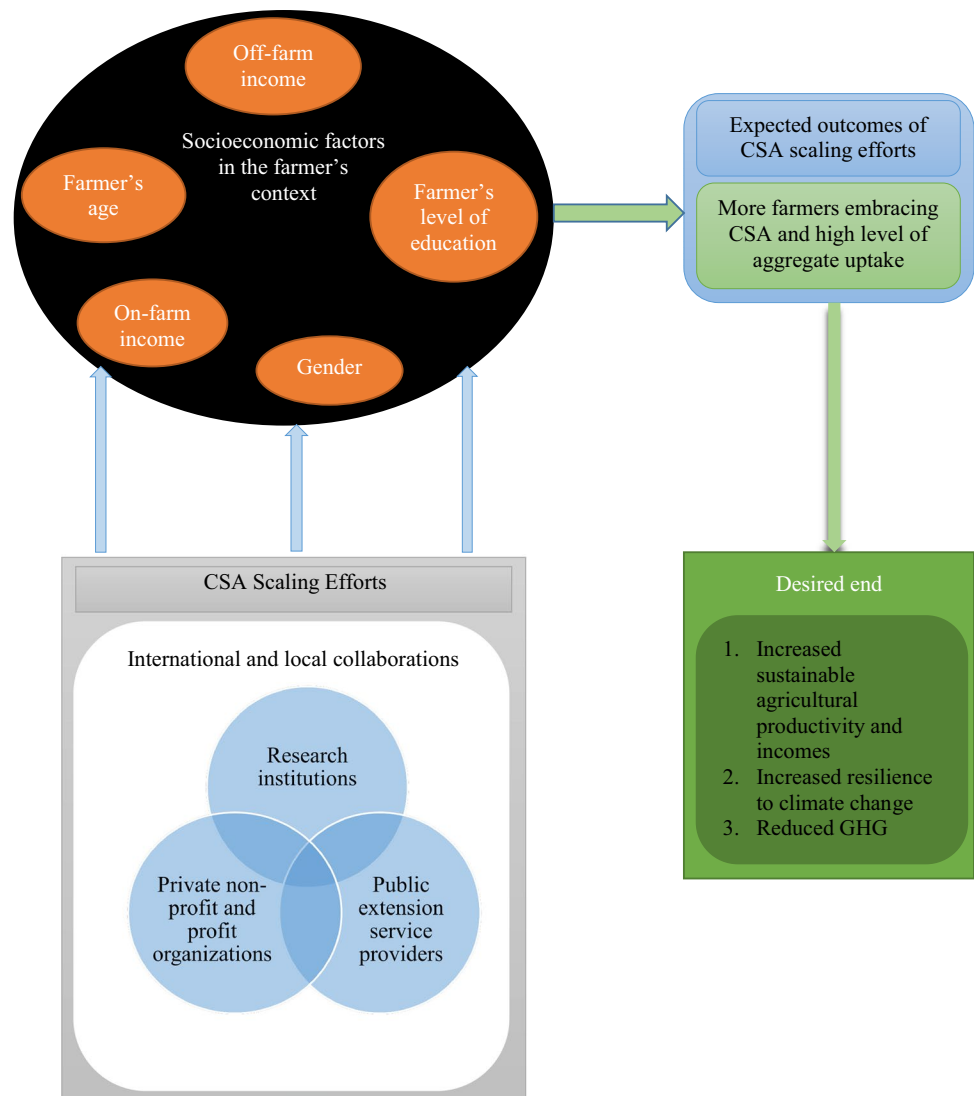 Off-farm
income
Socioeconomic factors
in the farmer's
context
Farmer's
age
Farmer's
level of
education
On-farm
income
Gender
Expected outcomes of
CSA scaling efforts
More farmers embracing
CSA and high level of
aggregate uptake
CSA Scaling Efforts
International and local collaborations
Research
institutions
Private non-
profit and
profit
organizations
Public
extension
service
providers
Desired end
1. Increased
sustainable
agricultural
productivity and
incomes
2. Increased resilience
to climate change
3. Reduced GHG